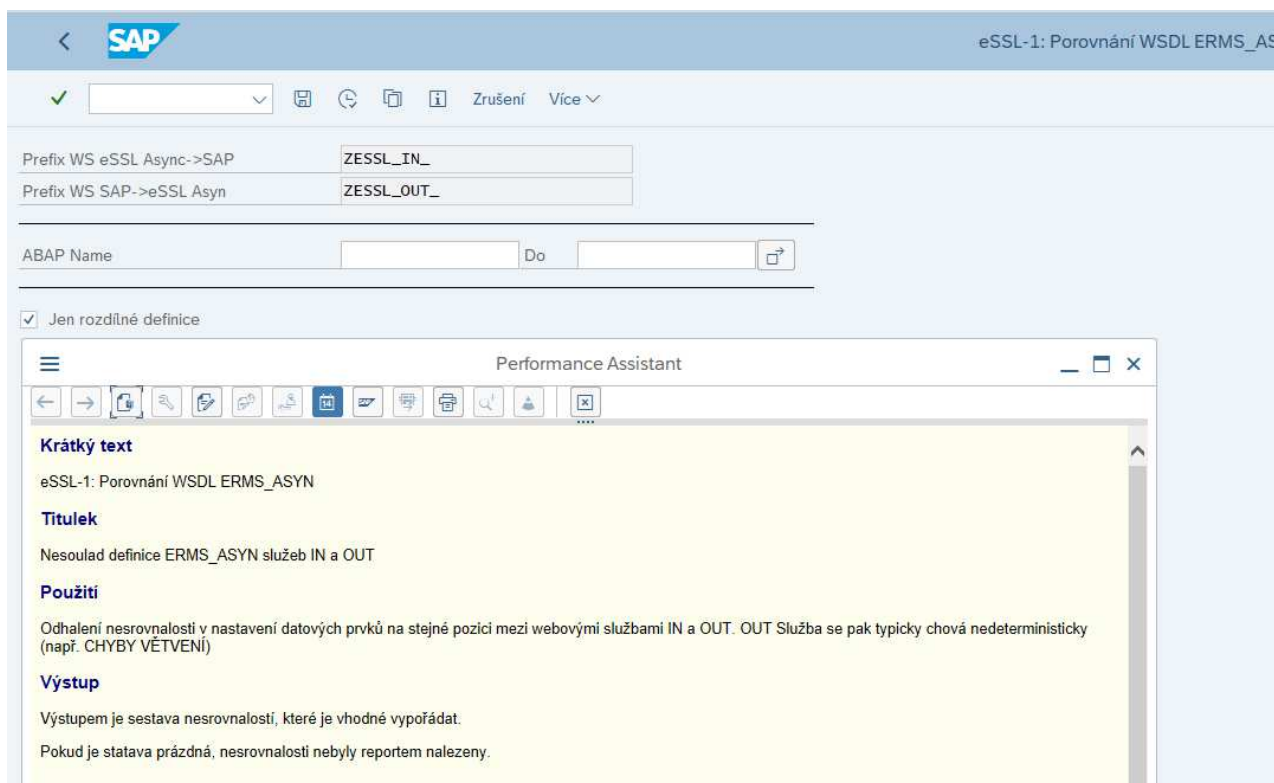 SAP
eSSL-1: Porovnání WSDL ERMS_AS
Zrušení Více
Prefix WS eSSL Async->SAP ZESSL_IN_
Prefix WS SAP->eSSL Asyn ZESSL_OUT_
ABAP Name Do
Jen rozdílné definice
Performance Assistant
14
Krátký text
eSSL-1: Porovnání WSDL ERMS_ASYN
Titulek
Nesoulad definice ERMS_ASYN služeb IN a OUT
Použití
Odhalení nesrovnalosti v nastavení datových prvků na stejné pozici mezi webovými službami IN a OUT. OUT Služba se pak typicky chová nedeterministicky
(např. CHYBY VĚTVENÍ)
Výstup
Výstupem je sestava nesrovnalostí, které je vhodné vypořádat.
Pokud je statava prázdná, nesrovnalosti nebyly reportem nalezeny.